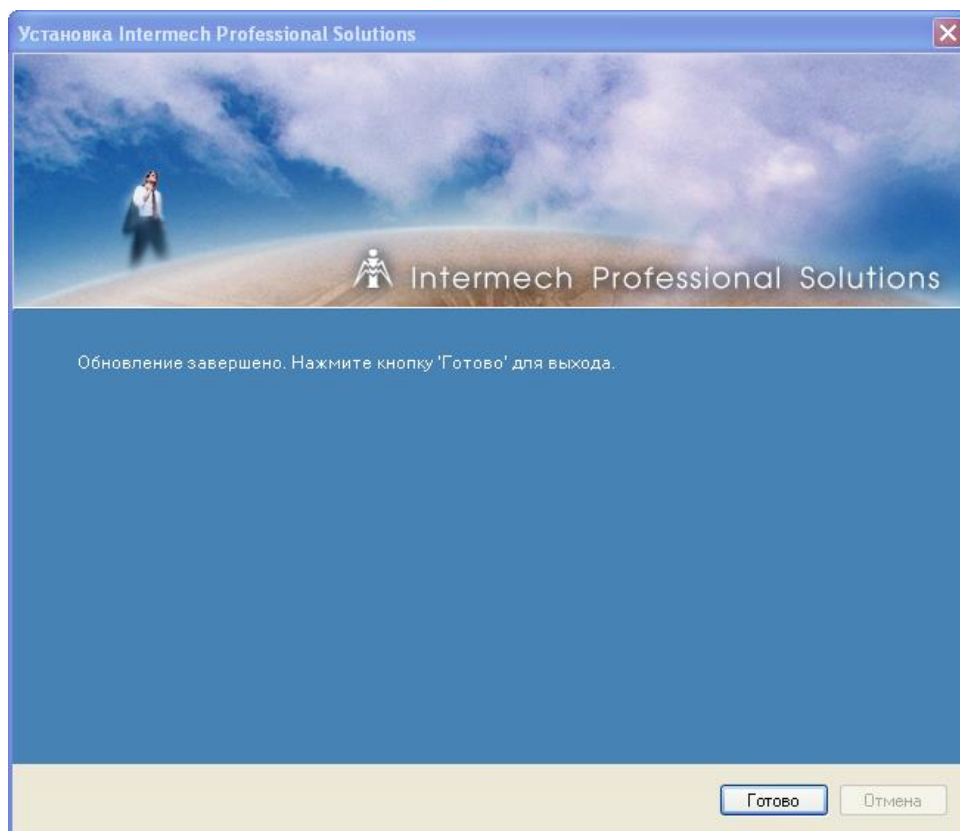 Установка Intermech Professional Solutions
Intermech Professional Solutions
Обновление завершено. Нажмите кнопку 'Готово' для выхода.
Готово
Отмена